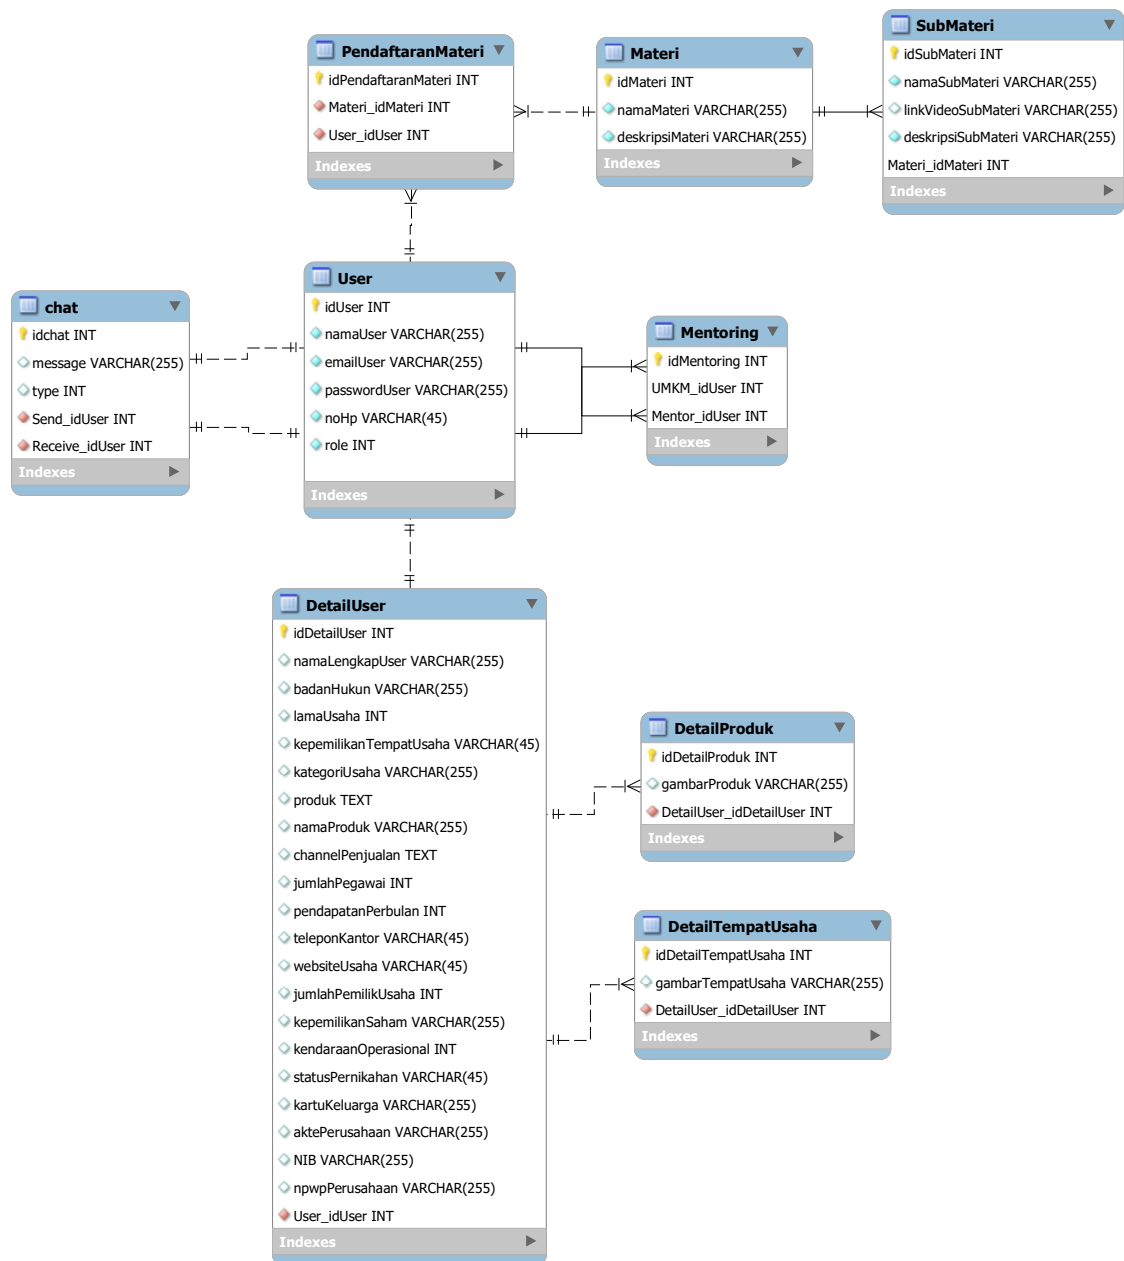 PendaftaranMateri
idPendaftaranMateri INT
Materi_idMateri INT
User_idUser INT
Indexes
Materi
idMateri INT
namaMateri VARCHAR(255)
deskripsiMateri VARCHAR(255)
Indexes
SubMateri
idSubMateri INT
namaSubMateri VARCHAR(255)
linkVideoSubMateri VARCHAR(255)
deskripsiSubMateri VARCHAR(255)
Materi_idMateri INT
Indexes
chat
idchat INT
message VARCHAR(255)
type INT
Send_idUser INT
Receive_idUser INT
Indexes
User
idUser INT
namaUser VARCHAR(255)
emailUser VARCHAR(255)
passwordUser VARCHAR(255)
noHp VARCHAR(45)
role INT
Indexes
Mentoring
idMentoring INT
UMKM_idUser INT
Mentor_idUser INT
Indexes
DetailUser
idDetailUser INT
namaLengkapUser VARCHAR(255)
badanHukun VARCHAR(255)
lamaUsaha INT
kepemilikanTempatUsaha VARCHAR(45)
kategoriUsaha VARCHAR(255)
produk TEXT
namaProduk VARCHAR(255)
channelPenjualan TEXT
jumlahPegawai INT
pendapatanPerbulan INT
teleponKantor VARCHAR(45)
websiteUsaha VARCHAR(45)
jumlahPemilikUsaha INT
kepemilikanSaham VARCHAR(255)
kendaraanOperasional INT
statusPernikahan VARCHAR(45)
kartuKeluarga VARCHAR(255)
aktePerusahaan VARCHAR(255)
NIB VARCHAR(255)
npwpPerusahaan VARCHAR(255)
User_idUser INT
Indexes
DetailProduk
idDetailProduk INT
gambarProduk VARCHAR(255)
DetailUser_idDetailUser INT
Indexes
DetailTempatUsaha
idDetailTempatUsaha INT
gambarTempatUsaha VARCHAR(255)
DetailUser_idDetailUser INT
Indexes